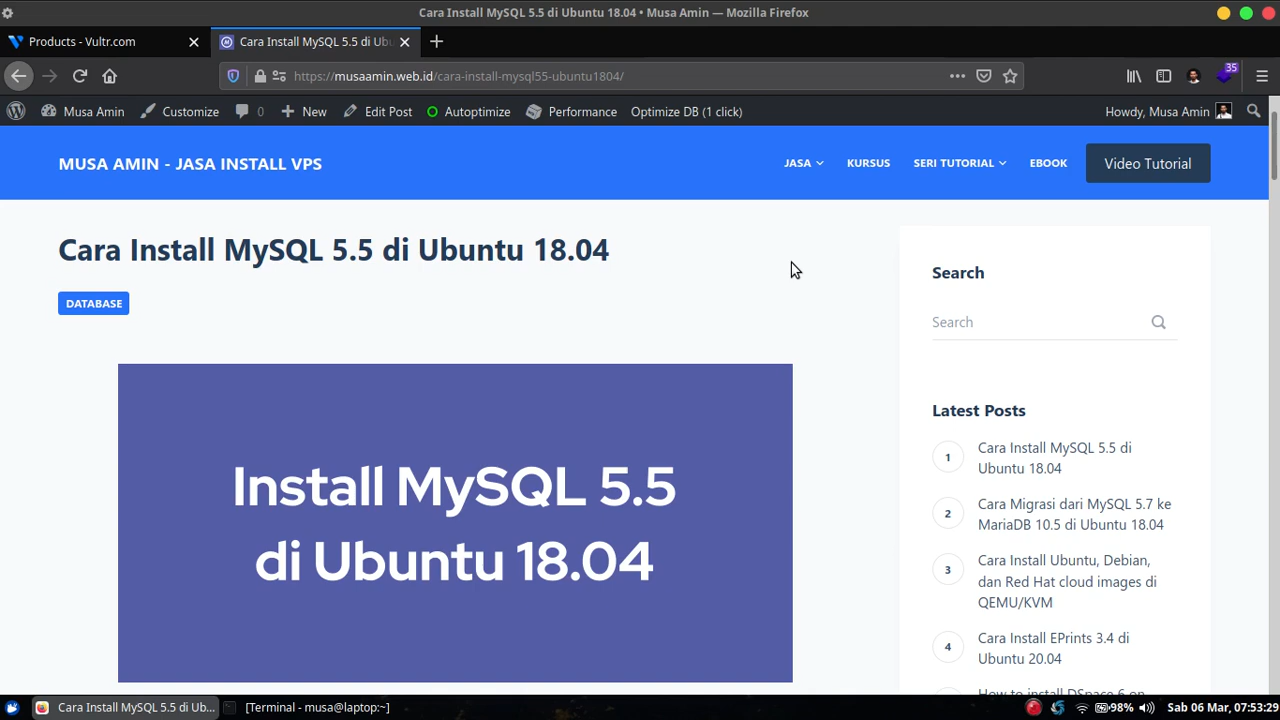 Cara Install MySQL 5.5 di Ubuntu 18.04 • Musa Amin — Mozilla Firefox
Products - Vultr.com
Cara Install MySQL 5.5 di Ubu
https://musaamin.web.id/cara-install-mysql55-ubuntu1804/
35
Musa Amin
Customize
0
New
Edit Post
Autoptimize
Performance
Optimize DB (1 click)
Howdy, Musa Amin
MUSA AMIN - JASA INSTALL VPS
JASA
KURSUS
SERI TUTORIAL
EBOOK
Video Tutorial
Cara Install MySQL 5.5 di Ubuntu 18.04
DATABASE
Install MySQL 5.5
di Ubuntu 18.04
Search
Search
Latest Posts
1
Cara Install MySQL 5.5 di
Ubuntu 18.04
2
Cara Migrasi dari MySQL 5.7 ke
MariaDB 10.5 di Ubuntu 18.04
3
Cara Install Ubuntu, Debian,
dan Red Hat cloud images di
QEMU/KVM
4
Cara Install EPrints 3.4 di
Ubuntu 20.04
How to install DSpace 6 on
Cara Install MySQL 5.5 di Ub...
[Terminal - musa@laptop:~]
98%
Sab 06 Mar, 07:53:29